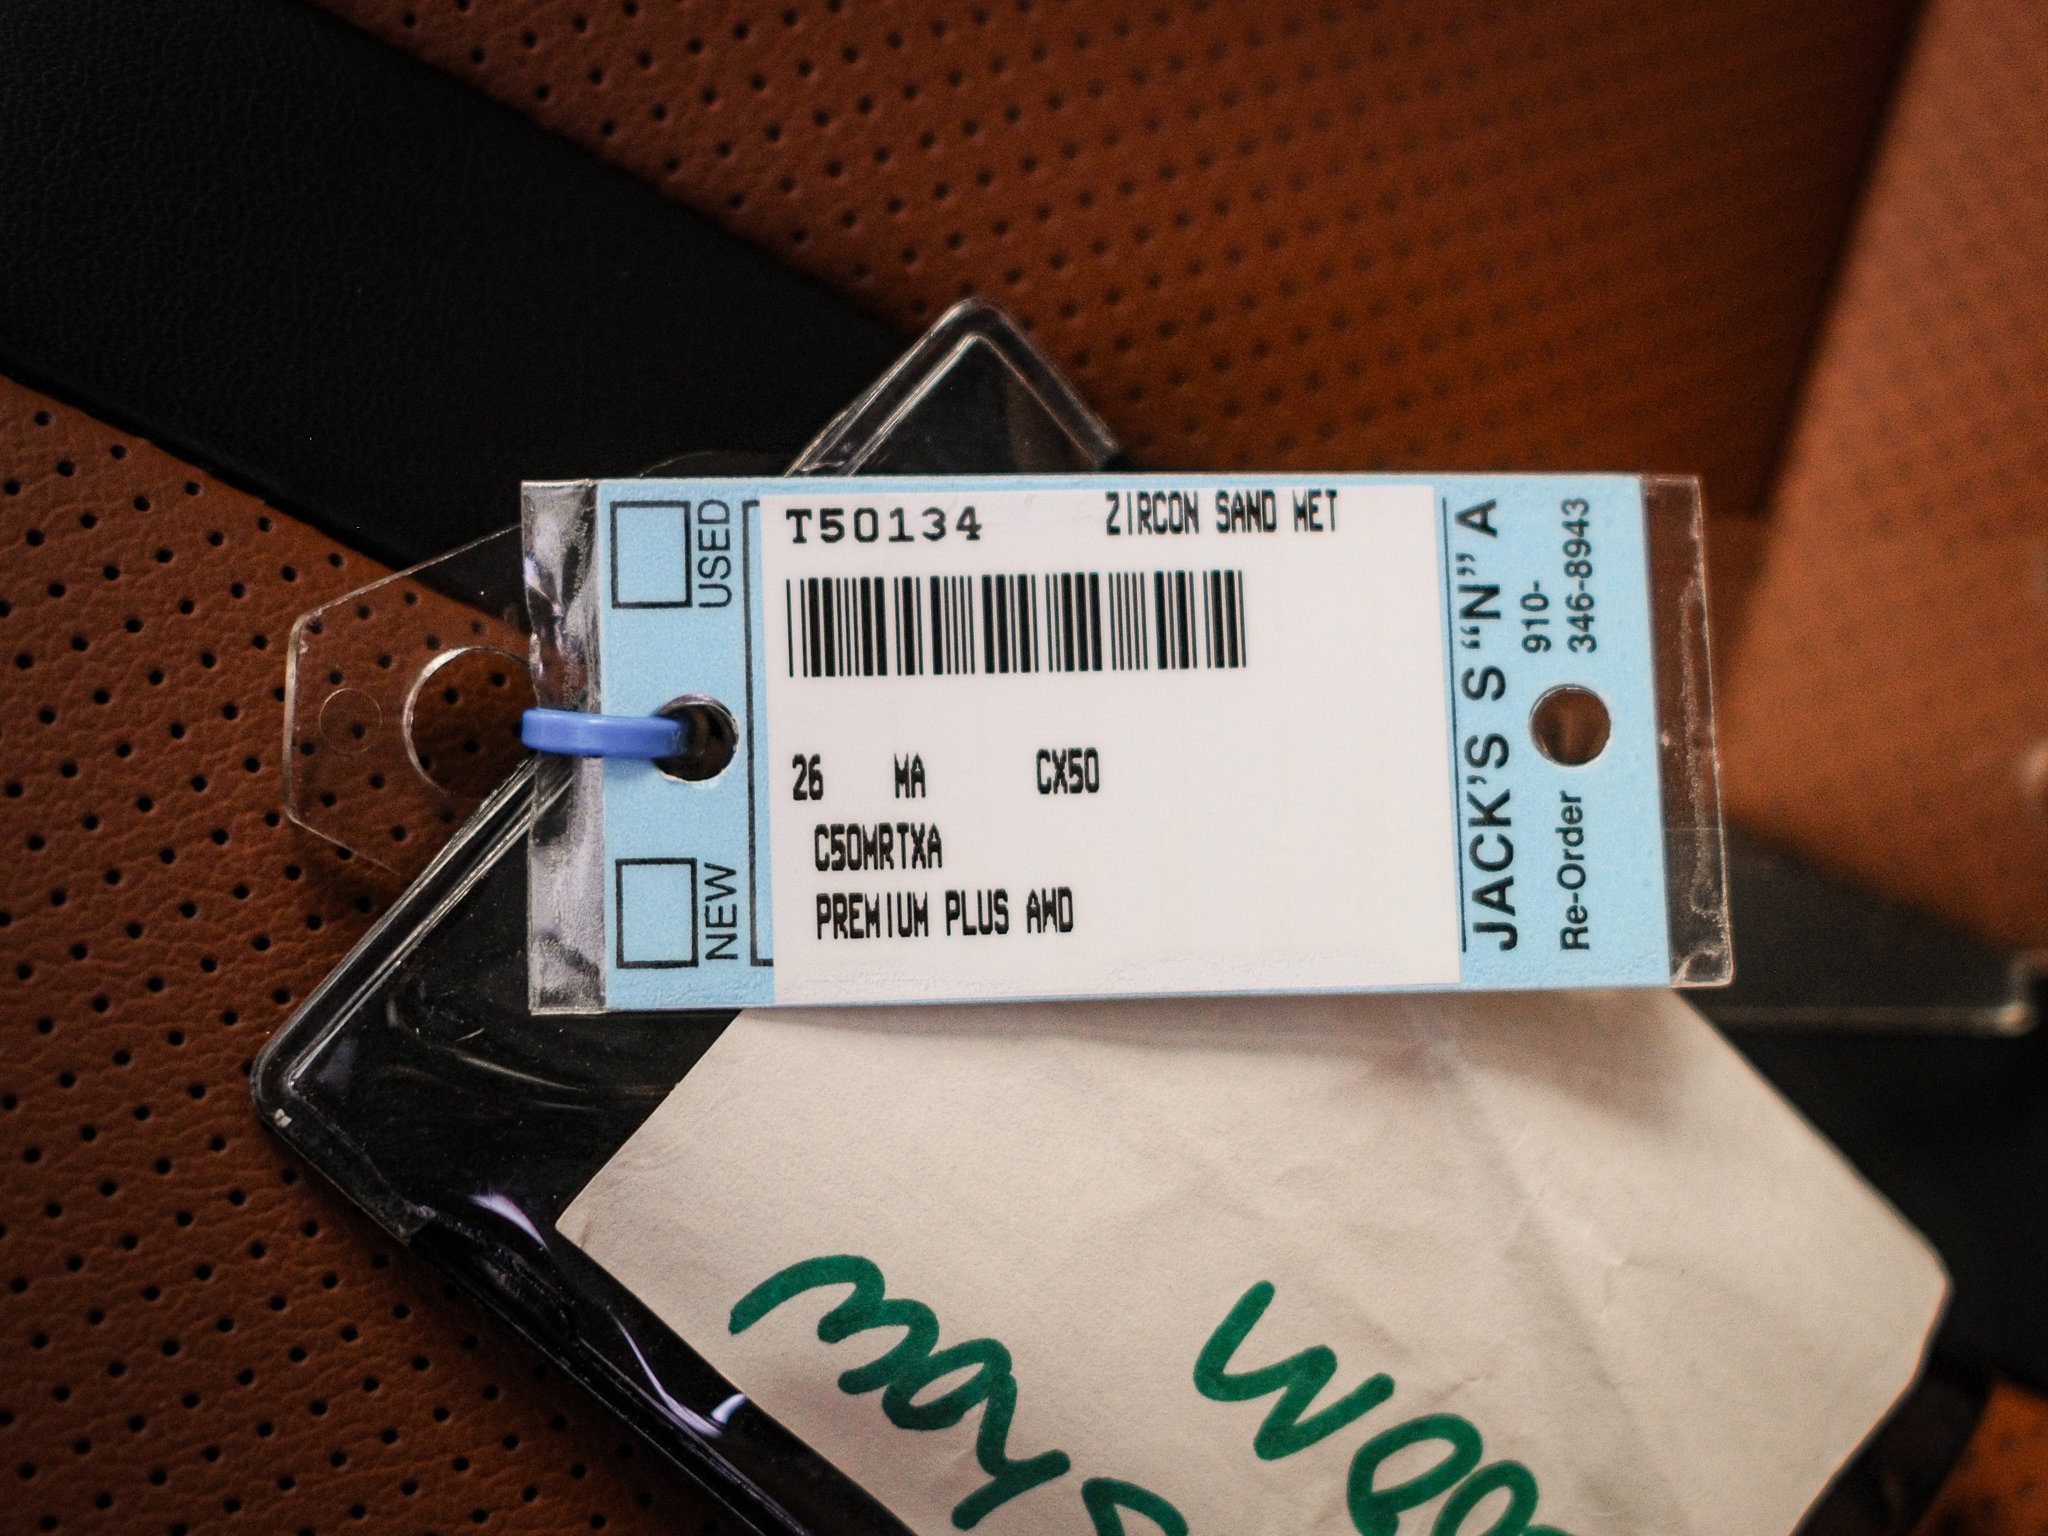 T50134 ZIRCON SAND MET
26 MA CX50
C50MRTXA
PREMIUM PLUS AWD
USED
NEW
JACK'S S “N” A
Re-Order 910-
346-8943